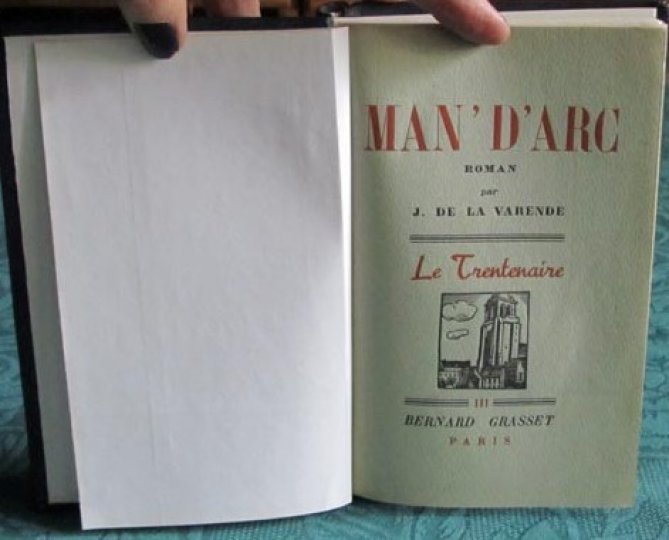 MAN' D'ARC
ROMAN
par
J. DE LA VARENDE
Le Trentenaire
III
BERNARD GRASSET
PARIS